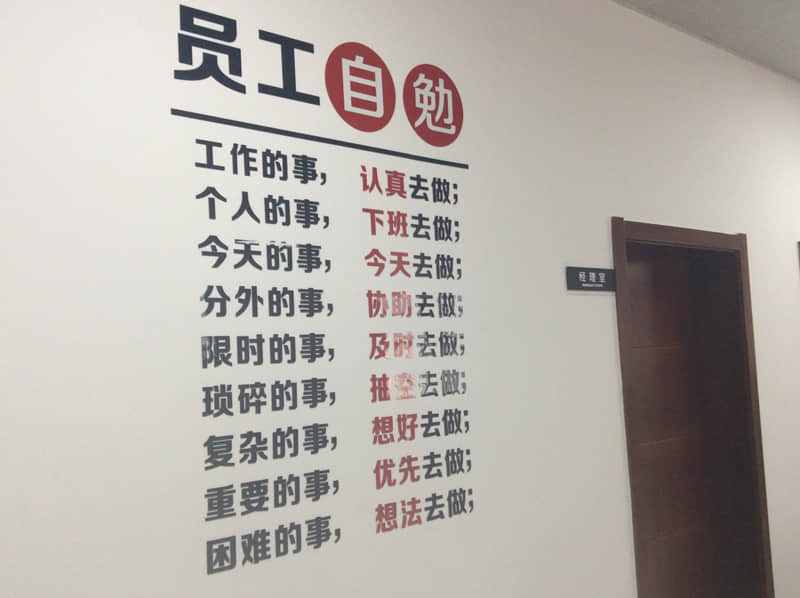 员工自勉
工作的事，认真去做；
个人的事，下班去做；
今天的事，今天去做；
分外的事，协助去做；
限时的事，及时去做；
琐碎的事，抽空去做；
复杂的事，想好去做；
重要的事，优先去做；
困难的事，想法去做；
经理室